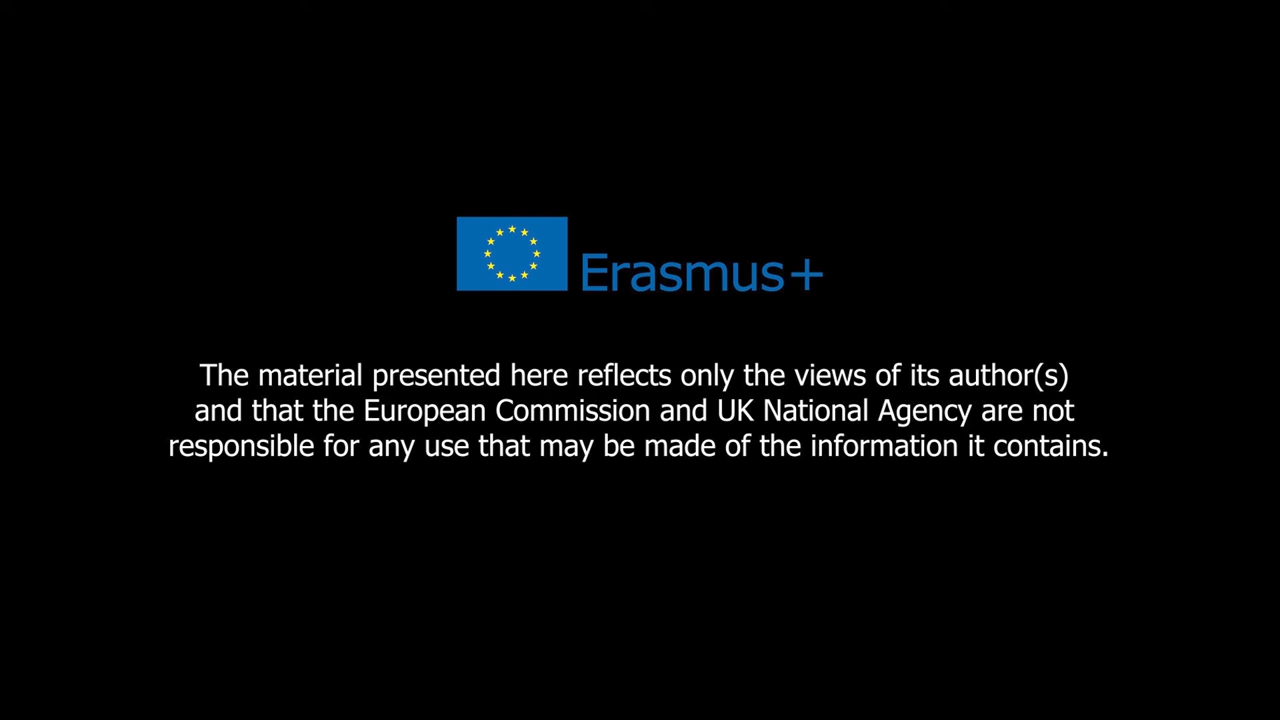 Erasmus+
The material presented here reflects only the views of its author(s)
and that the European Commission and UK National Agency are not
responsible for any use that may be made of the information it contains.